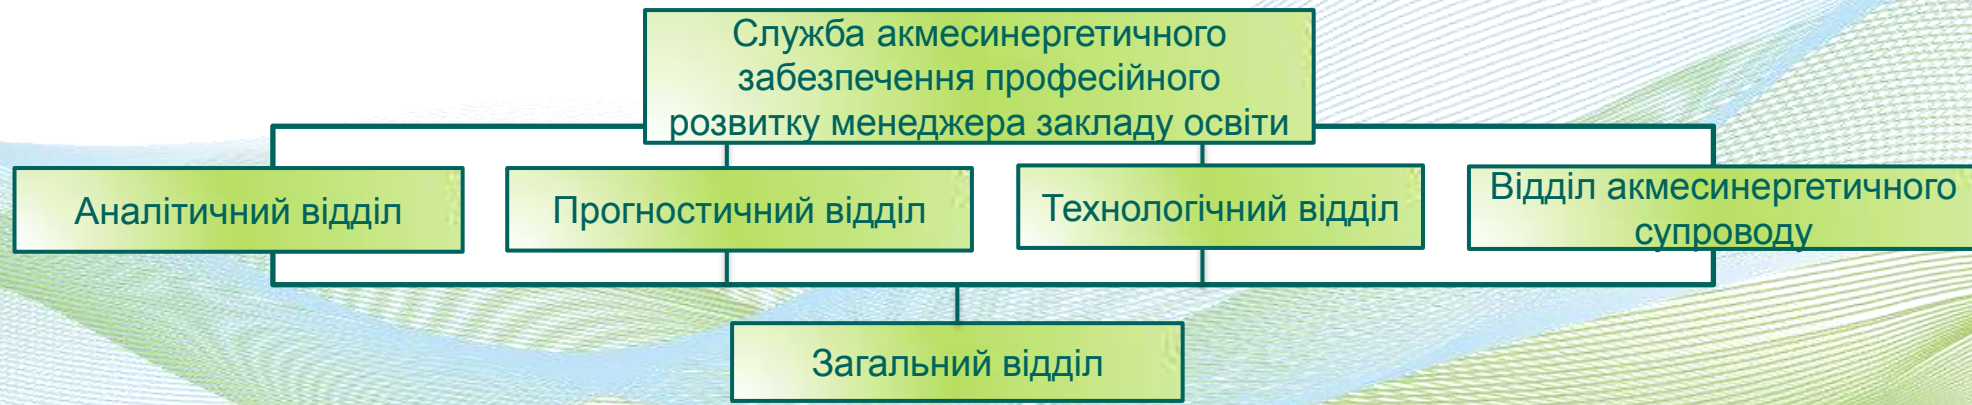 Служба акмесинергетичного
забезпечення професійного
розвитку менеджера закладу освіти
Аналітичний відділ
Прогностичний відділ
Технологічний відділ
Відділ акмесинергетичного
супроводу
Загальний відділ